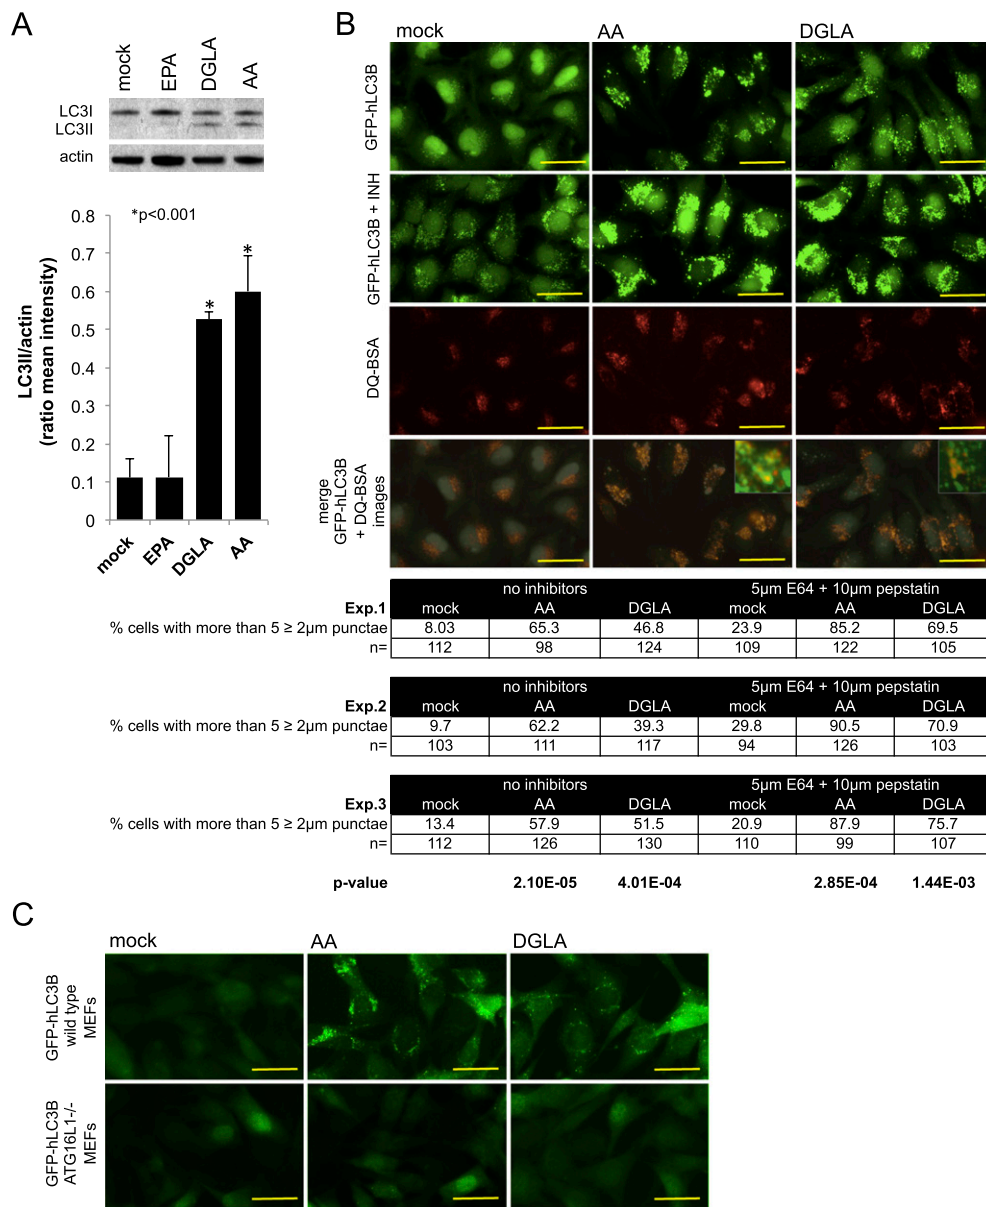 A
mock
EPA
DGLA
AA
LC3I
LC3II
actin
*p<0.001
LC3II/actin
(ratio mean intensity)
0.8
0.7
0.6
0.5
0.4
0.3
0.2
0.1
0
*
*
mock
EPA
DGLA
AA
B
mock
AA
DGLA
GFP-hLC3B
GFP-hLC3B + INH
DQ-BSA
merge
GFP-hLC3B
+ DQ-BSA
images
no inhibitors
5µm E64 + 10µm pepstatin
Exp.1 mock AA DGLA mock AA DGLA
% cells with more than 5 ≥ 2µm punctae 8.03 65.3 46.8 23.9 85.2 69.5
n= 112 98 124 109 122 105
no inhibitors
5µm E64 + 10µm pepstatin
Exp.2 mock AA DGLA mock AA DGLA
% cells with more than 5 ≥ 2µm punctae 9.7 62.2 39.3 29.8 90.5 70.9
n= 103 111 117 94 126 103
no inhibitors
5µm E64 + 10µm pepstatin
Exp.3 mock AA DGLA mock AA DGLA
% cells with more than 5 ≥ 2µm punctae 13.4 57.9 51.5 20.9 87.9 75.7
n= 112 126 130 110 99 107
p-value 2.10E-05 4.01E-04 2.85E-04 1.44E-03
C
mock
AA
DGLA
GFP-hLC3B
wild type
MEFs
GFP-hLC3B
ATG16L1-/-
MEFs